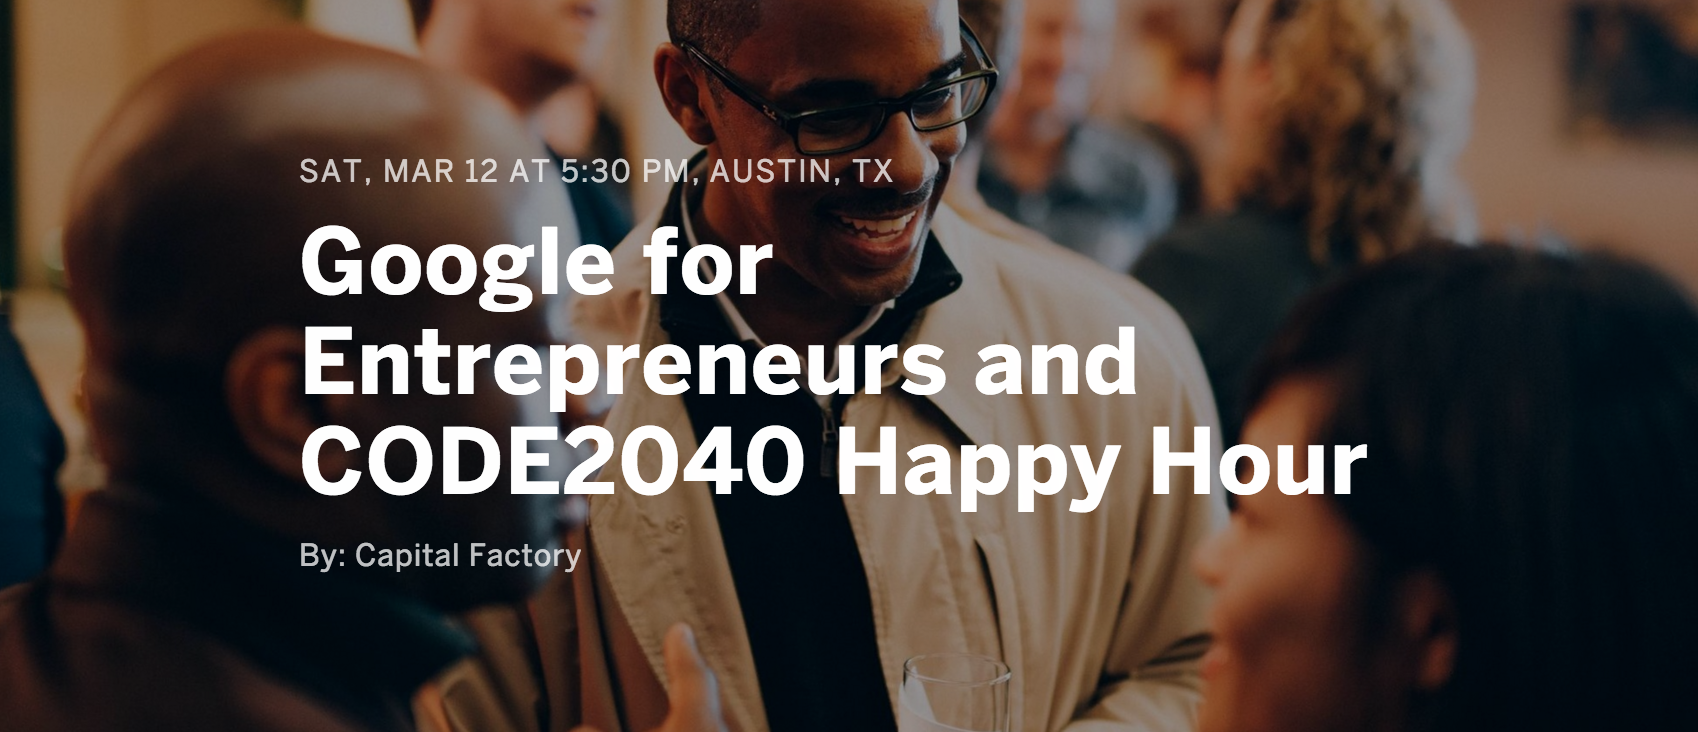 SAT, MAR 12 AT 5:30 PM, AUSTIN, TX
Google for
Entrepreneurs and
CODE2040 Happy Hour
By: Capital Factory